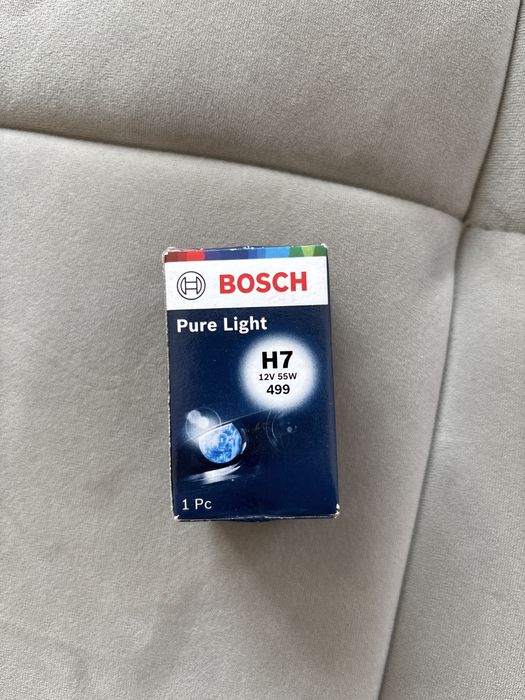 BOSCH
Pure Light
H7
12V 55W
499
1 Pc